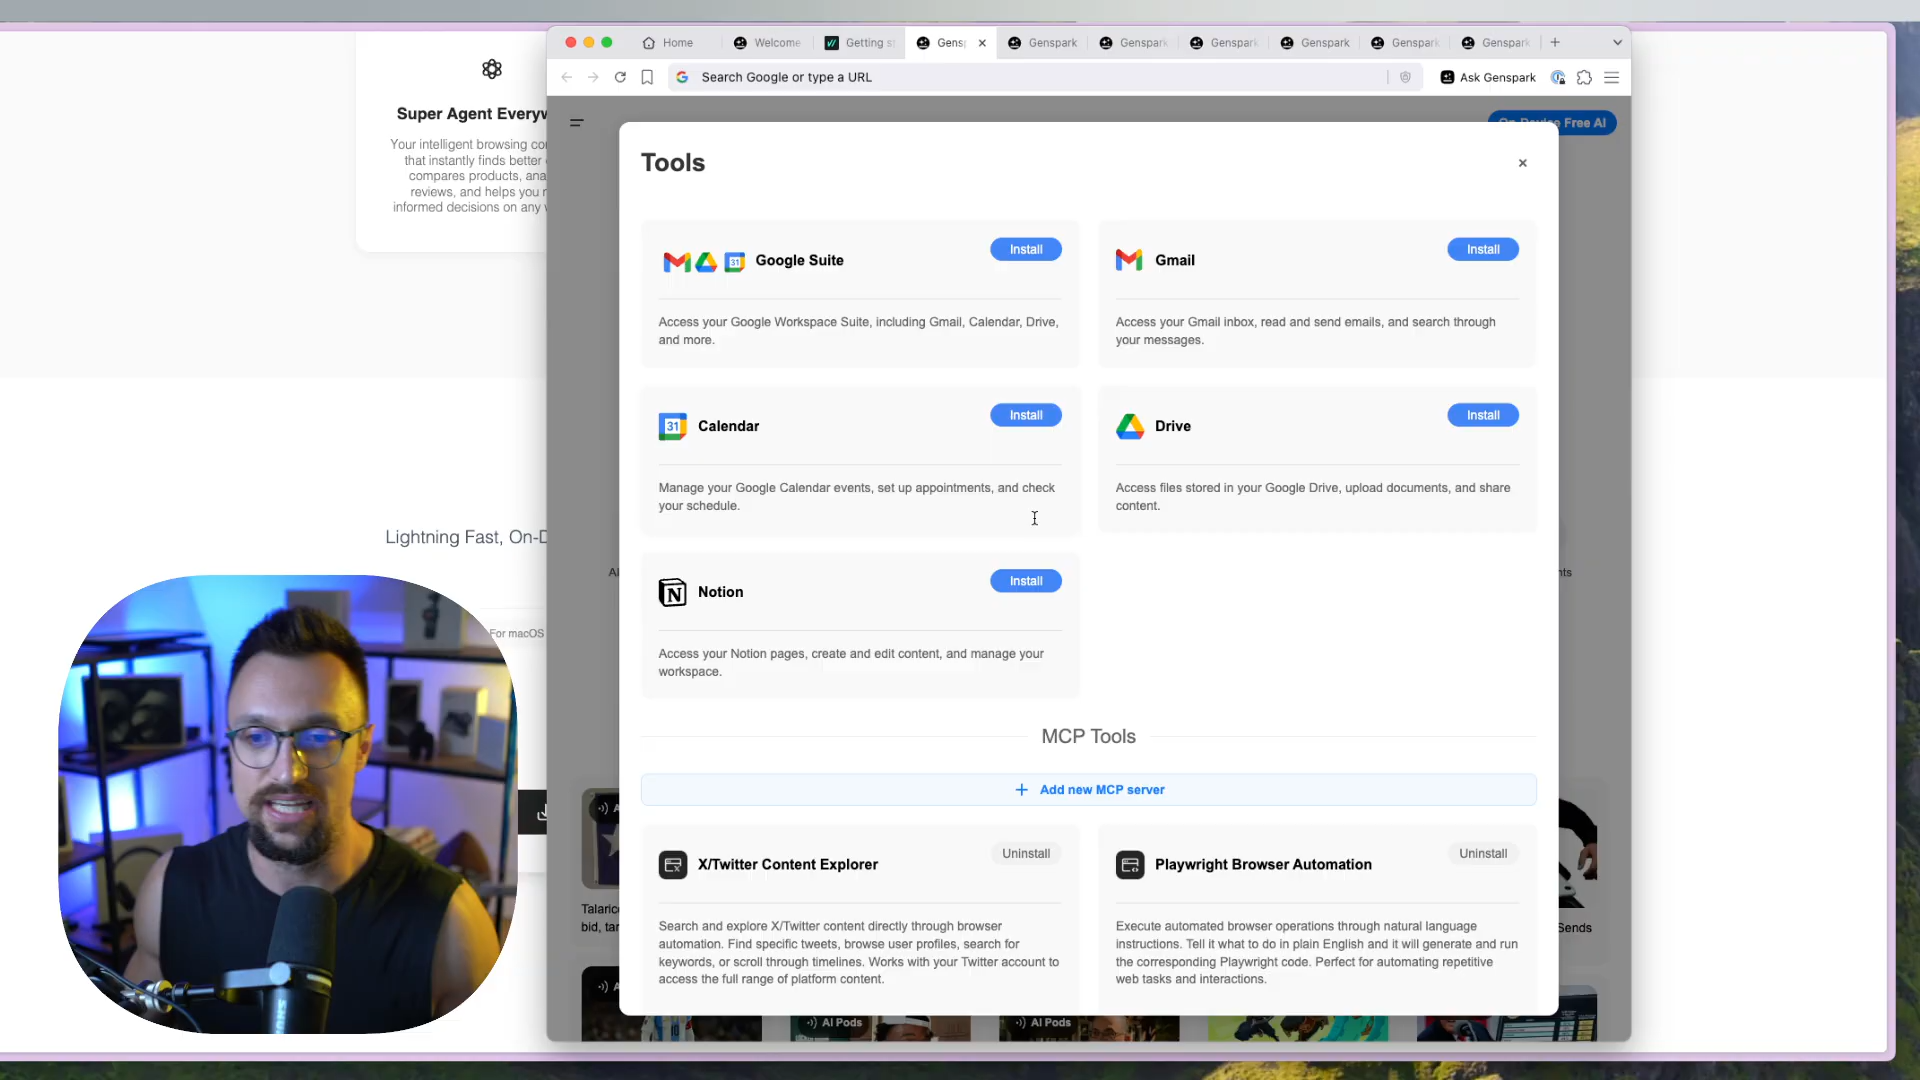 Home
Welcome
Getting s
Gens
Genspark
Genspark
Genspark
Genspark
Genspark
Genspark
Search Google or type a URL
Ask Genspark
Super Agent Everyw
Your intelligent browsing co
that instantly finds better
compares products, ana
reviews, and helps you
informed decisions on any
Lightning Fast, On-D
For macOS
On-Device Free AI
Tools
Google Suite
Install
Access your Google Workspace Suite, including Gmail, Calendar, Drive,
and more.
Gmail
Install
Access your Gmail inbox, read and send emails, and search through
your messages.
31
Calendar
Install
Manage your Google Calendar events, set up appointments, and check
your schedule.
Drive
Install
Access files stored in your Google Drive, upload documents, and share
content.
Notion
Install
Access your Notion pages, create and edit content, and manage your
workspace.
MCP Tools
+ Add new MCP server
X/Twitter Content Explorer
Uninstall
Search and explore X/Twitter content directly through browser
automation. Find specific tweets, browse user profiles, search for
keywords, or scroll through timelines. Works with your Twitter account to
access the full range of platform content.
Playwright Browser Automation
Uninstall
Execute automated browser operations through natural language
instructions. Tell it what to do in plain English and it will generate and run
the corresponding Playwright code. Perfect for automating repetitive
web tasks and interactions.
Talaric
bid, tar
Sends
AI Pods
AI Pods